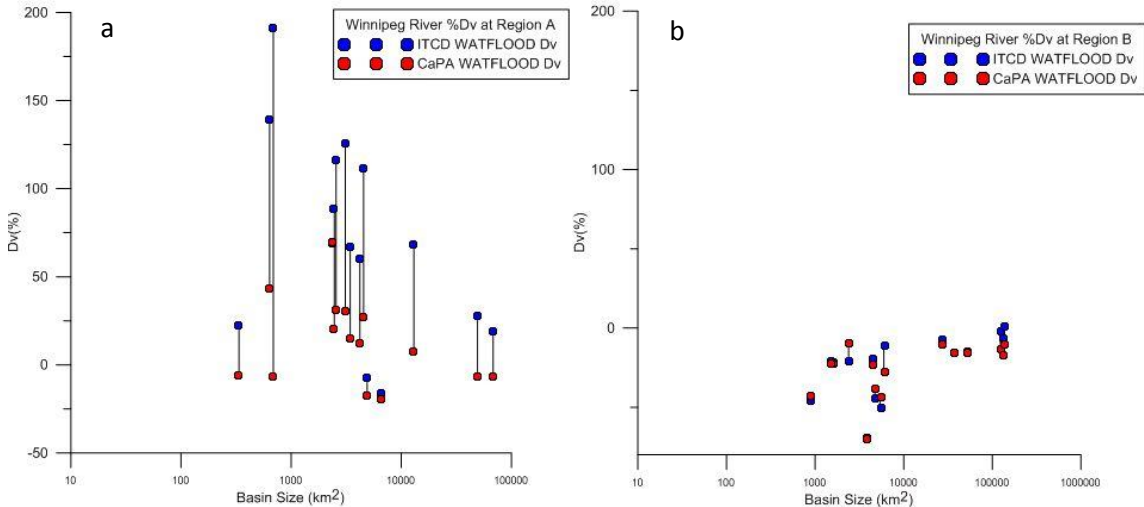 a
Winnipeg River %Dv at Region A
ITCD WATFLOOD Dv
CaPA WATFLOOD Dv
200
150
100
50
0
-50
Dv(%)
10 100 1000 10000 100000
Basin Size (km²)
b
Winnipeg River %Dv at Region B
ITCD WATFLOOD Dv
CaPA WATFLOOD Dv
200
100
0
Dv(%)
10 100 1000 10000 100000 1000000
Basin Size (km²)